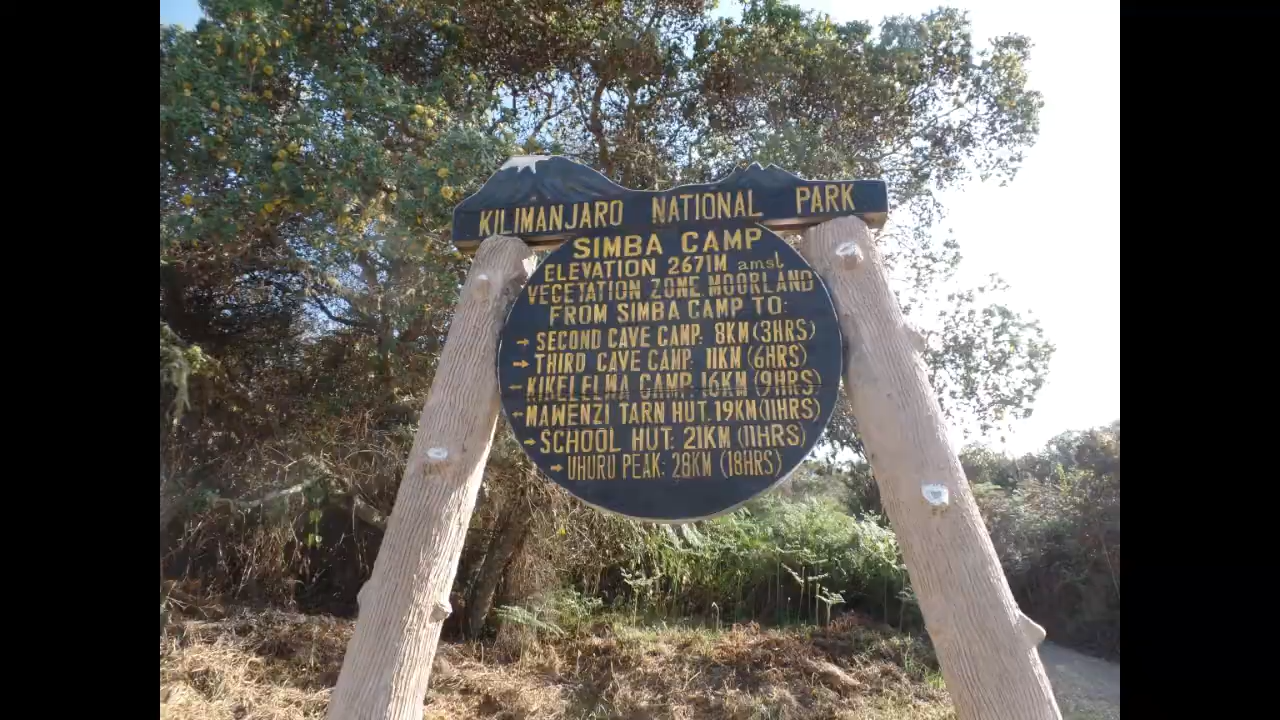 KILIMANJARO NATIONAL PARK
SIMBA CAMP
ELEVATION 2671M amsl
VEGETATION ZONE MOORLAND
FROM SIMBA CAMP TO:
→ SECOND CAVE CAMP: 8KM (3HRS)
→ THIRD CAVE CAMP: 11KM (6HRS)
← KIKELELWA CAMP: 16KM (9HRS)
← MAWENZI TARN HUT: 19KM (11HRS)
→ SCHOOL HUT: 21KM (11HRS)
→ UHURU PEAK: 28KM (18HRS)